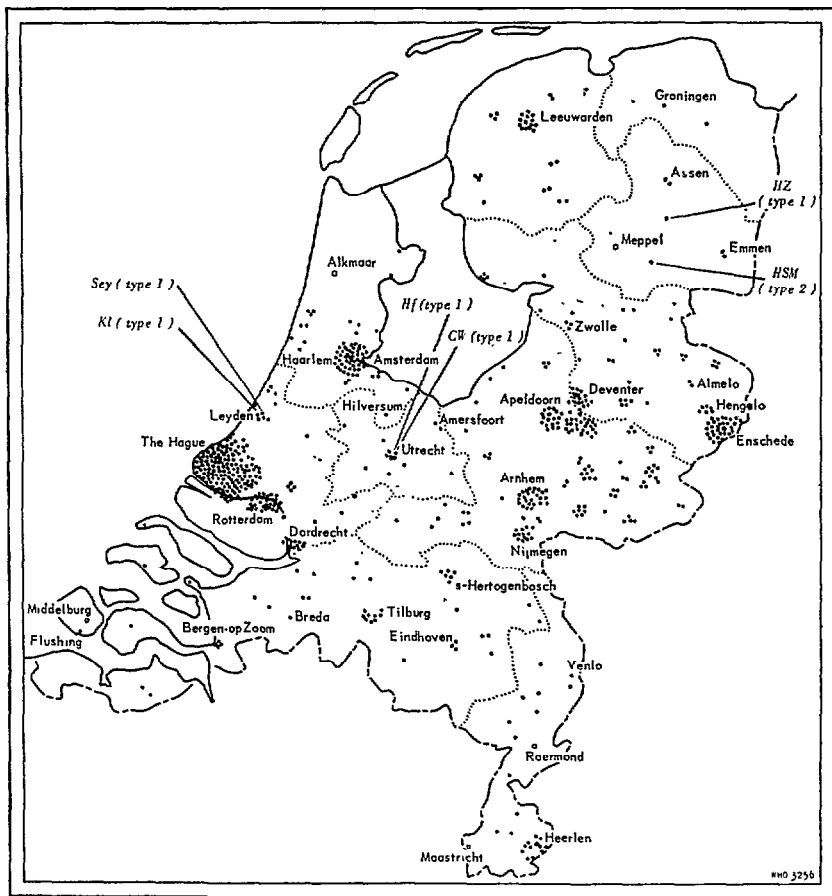 Groningen
Leeuwarden
Assen
HZ
(type 1)
Meppel
Emmen
HSM
(type 2)
Alkmaar
Sey (type 1)
Kl (type 1)
Hf (type 1)
CW (type 1)
Zwolle
Haarlem
Amsterdam
Almelo
Deventer
Apeldoorn
Hengelo
Hilversum
Leyden
Amersfoort
Enschede
The Hague
Utrecht
Arnhem
Rotterdam
Dordrecht
Nijmegen
s-Hertogenbosch
Middelburg
Breda
Tilburg
Bergen-op Zoom
Flushing
Eindhoven
Venlo
Roermond
Heerlen
Maastricht
WHO 3256